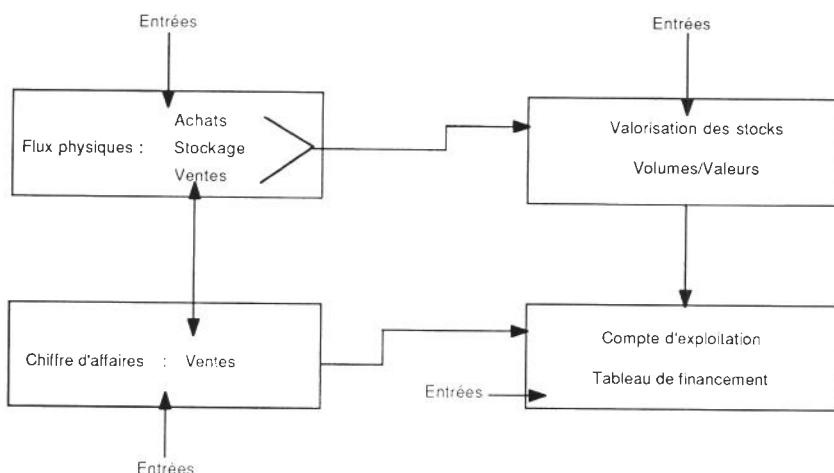 Entrées
Entrées
Achats
Flux physiques : Stockage
Ventes
Valorisation des stocks
Volumes/Valeurs
Chiffre d'affaires : Ventes
Compte d'exploitation
Tableau de financement
Entrées
Entrées